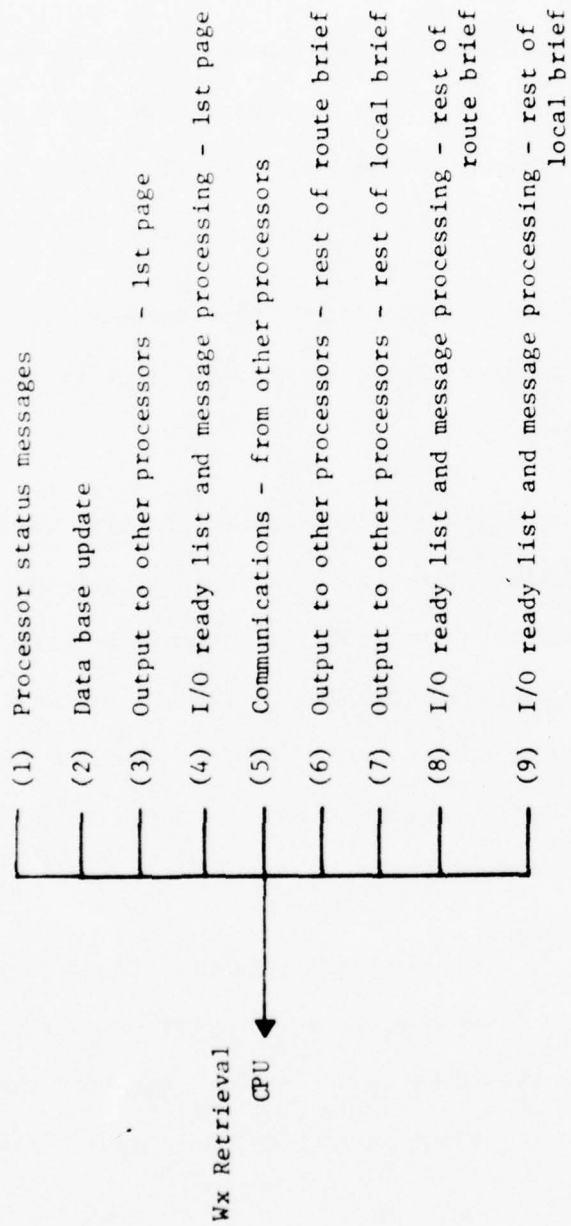 (1) Processor status messages
(2) Data base update
(3) Output to other processors - 1st page
(4) I/O ready list and message processing - 1st page
(5) Communications - from other processors
(6) Output to other processors - rest of route brief
(7) Output to other processors - rest of local brief
(8) I/O ready list and message processing - rest of
route brief
(9) I/O ready list and message processing - rest of
local brief
Wx Retrieval
CPU